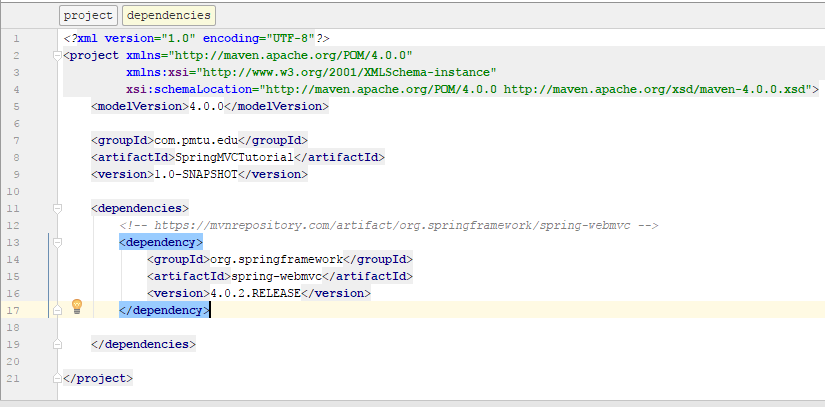 project dependencies
1 <?xml version="1.0" encoding="UTF-8"?>
2 <project xmlns="http://maven.apache.org/POM/4.0.0"
3 xmlns:xsi="http://www.w3.org/2001/XMLSchema-instance"
4 xsi:schemaLocation="http://maven.apache.org/POM/4.0.0 http://maven.apache.org/xsd/maven-4.0.0.xsd">
5 <modelVersion>4.0.0</modelVersion>
6
7 <groupId>com.pmtu.edu</groupId>
8 <artifactId>SpringMVCTutorial</artifactId>
9 <version>1.0-SNAPSHOT</version>
10
11 <dependencies>
12 <!-- https://mvnrepository.com/artifact/org.springframework/spring-webmvc -->
13 <dependency>
14 <groupId>org.springframework</groupId>
15 <artifactId>spring-webmvc</artifactId>
16 <version>4.0.2.RELEASE</version>
17 </dependency>
18
19 </dependencies>
20
21 </project>